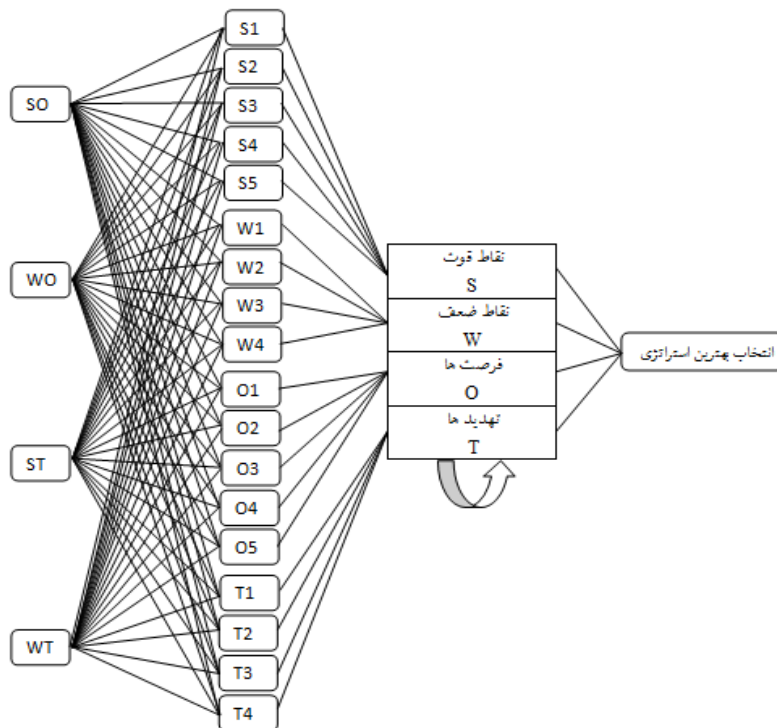 SO
WO
ST
WT
S1
S2
S3
S4
S5
W1
W2
W3
W4
O1
O2
O3
O4
O5
T1
T2
T3
T4
نقاط قوت
S
نقاط ضعف
W
فرصت ها
O
تهدید ها
T
انتخاب بهترین استراتژی